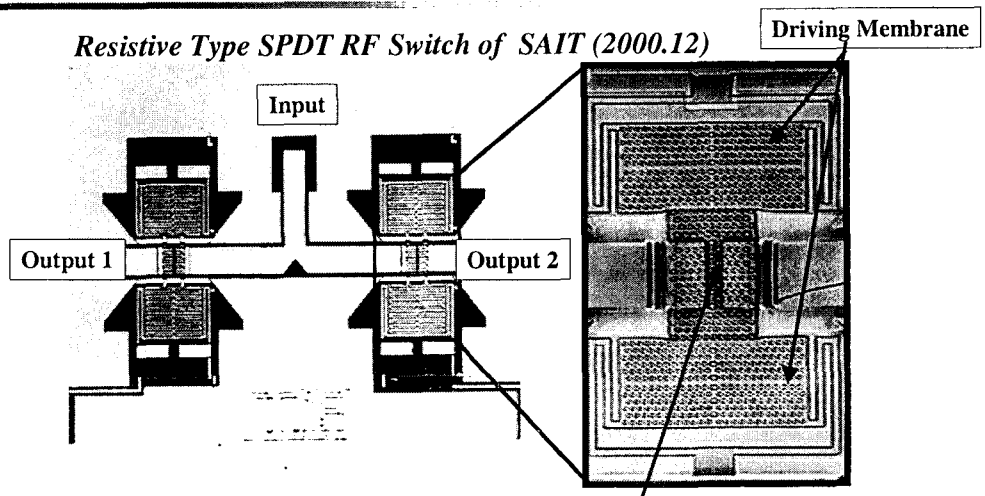 Resistive Type SPDT RF Switch of SAIT (2000.12)
Driving Membrane
Input
Output 1
Output 2